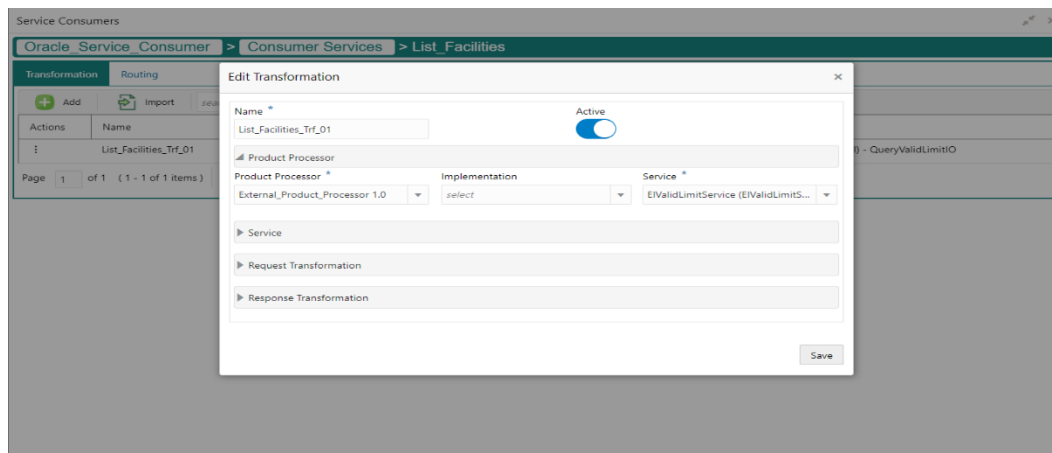 Service Consumers
Oracle_Service_Consumer > Consumer Services > List_Facilities
Transformation Routing
Edit Transformation
Add Import
Name *
Active
List_Facilities_Trf_01
Actions Name
List_Facilities_Trf_01
) - QueryValidLimitIO
Product Processor
Page 1 of 1 ( 1 - 1 of 1 items )
Product Processor * Implementation Service *
External_Product_Processor 1.0 select EIValidLimitService (EIValidLimitS...
Service
Request Transformation
Response Transformation
Save